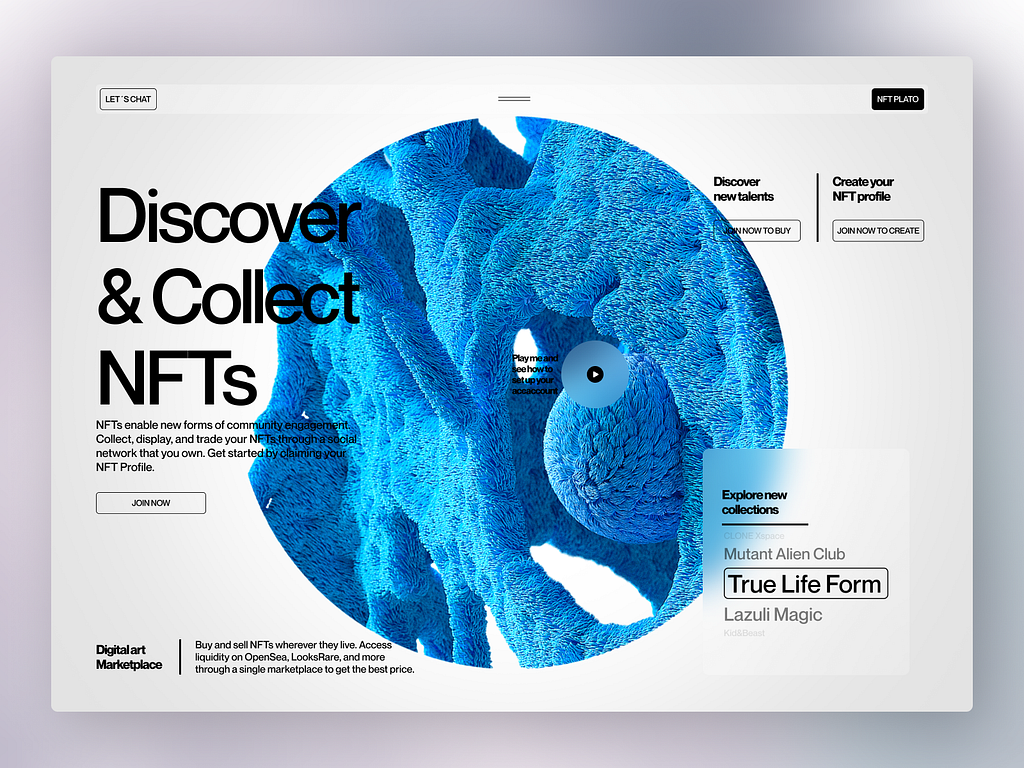 LET´S CHAT
NFT PLATO
Discover
& Collect
NFTs
NFTs enable new forms of community engagement.
Collect, display, and trade your NFTs through a social
network that you own. Get started by claiming your
NFT Profile.
JOIN NOW
Discover
new talents
JOIN NOW TO BUY
Create your
NFT profile
JOIN NOW TO CREATE
Play me and
see how to
set up your
accaccount
Explore new
collections
CLONE Xspace
Mutant Alien Club
True Life Form
Lazuli Magic
Kid&Beast
Digital art
Marketplace
Buy and sell NFTs wherever they live. Access
liquidity on OpenSea, LooksRare, and more
through a single marketplace to get the best price.